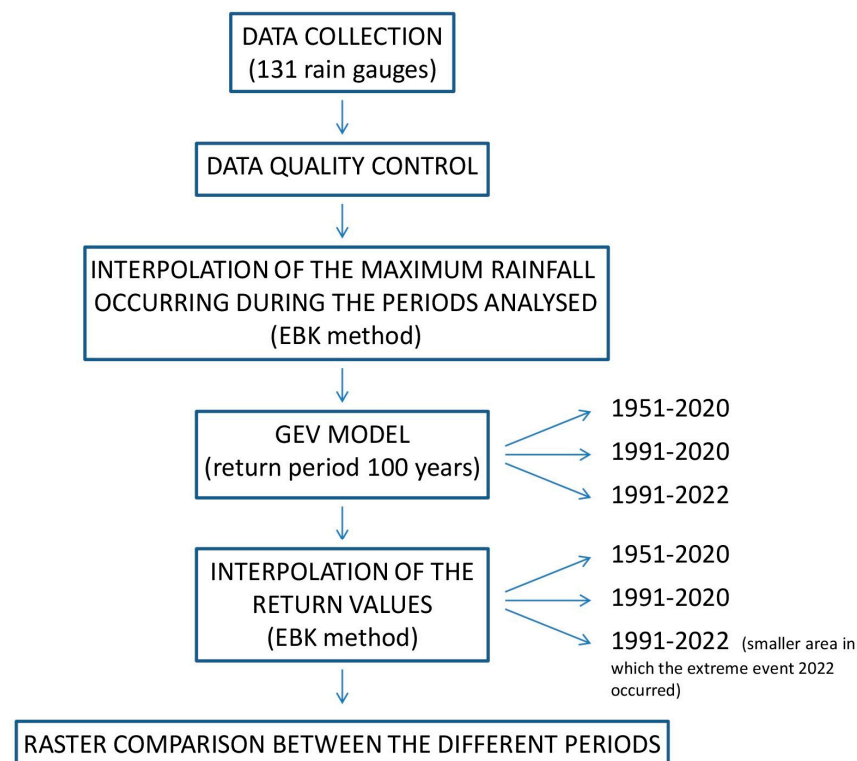 DATA COLLECTION
(131 rain gauges)
DATA QUALITY CONTROL
INTERPOLATION OF THE MAXIMUM RAINFALL
OCCURRING DURING THE PERIODS ANALYSED
(EBK method)
GEV MODEL
(return period 100 years)
1951-2020
1991-2020
1991-2022
INTERPOLATION OF THE
RETURN VALUES
(EBK method)
1951-2020
1991-2020
1991-2022 (smaller area in
which the extreme event 2022
occurred)
RASTER COMPARISON BETWEEN THE DIFFERENT PERIODS